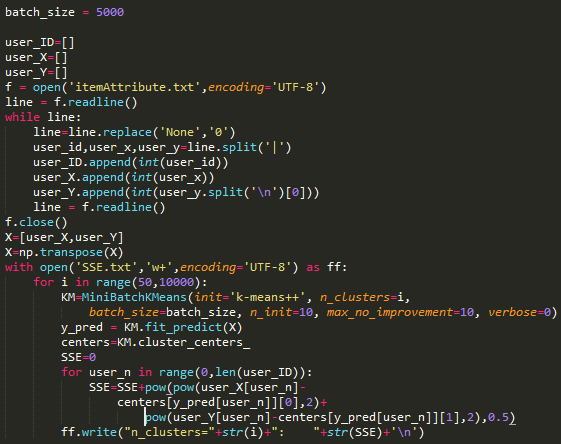 batch_size = 5000
user_ID=[]
user_X=[]
user_Y=[]
f = open('itemAttribute.txt',encoding='UTF-8')
line = f.readline()
while line:
    line=line.replace('None','0')
    user_id,user_x,user_y=line.split('|')
    user_ID.append(int(user_id))
    user_X.append(int(user_x))
    user_Y.append(int(user_y.split('\n')[0]))
    line = f.readline()
f.close()
X=[user_X,user_Y]
X=np.transpose(X)
with open('SSE.txt','w+',encoding='UTF-8') as ff:
    for i in range(50,10000):
        KM=MiniBatchKMeans(init='k-means++', n_clusters=i,
            batch_size=batch_size, n_init=10, max_no_improvement=10, verbose=0)
        y_pred = KM.fit_predict(X)
        centers=KM.cluster_centers_
        SSE=0
        for user_n in range(0,len(user_ID)):
            SSE=SSE+pow(pow(user_X[user_n]-
                centers[y_pred[user_n]][0],2)+
                    pow(user_Y[user_n]-centers[y_pred[user_n]][1],2),0.5)
        ff.write("n_clusters="+str(i)+":    "+str(SSE)+'\n')